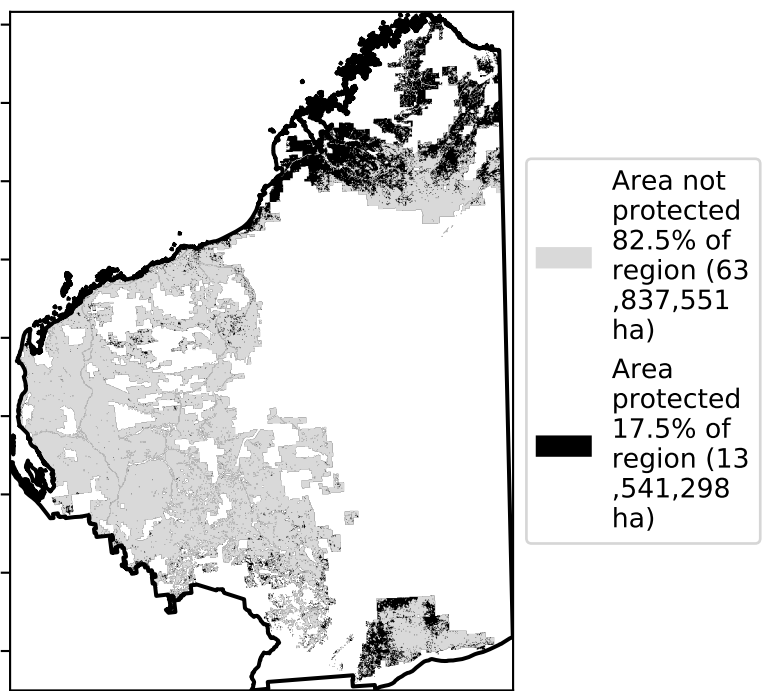 Area not
protected
82.5% of
region (63
,837,551
ha)
Area
protected
17.5% of
region (13
,541,298
ha)